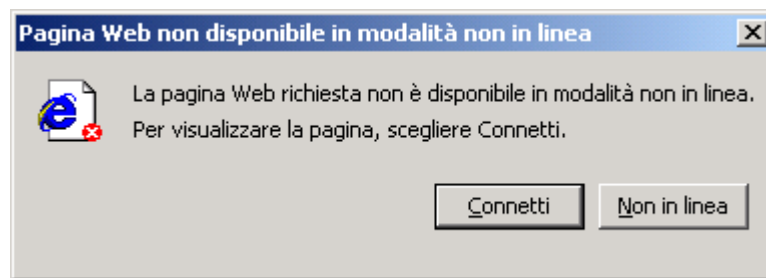 Pagina Web non disponibile in modalità non in linea
La pagina Web richiesta non è disponibile in modalità non in linea.
Per visualizzare la pagina, scegliere Connetti.
Connetti
Non in linea